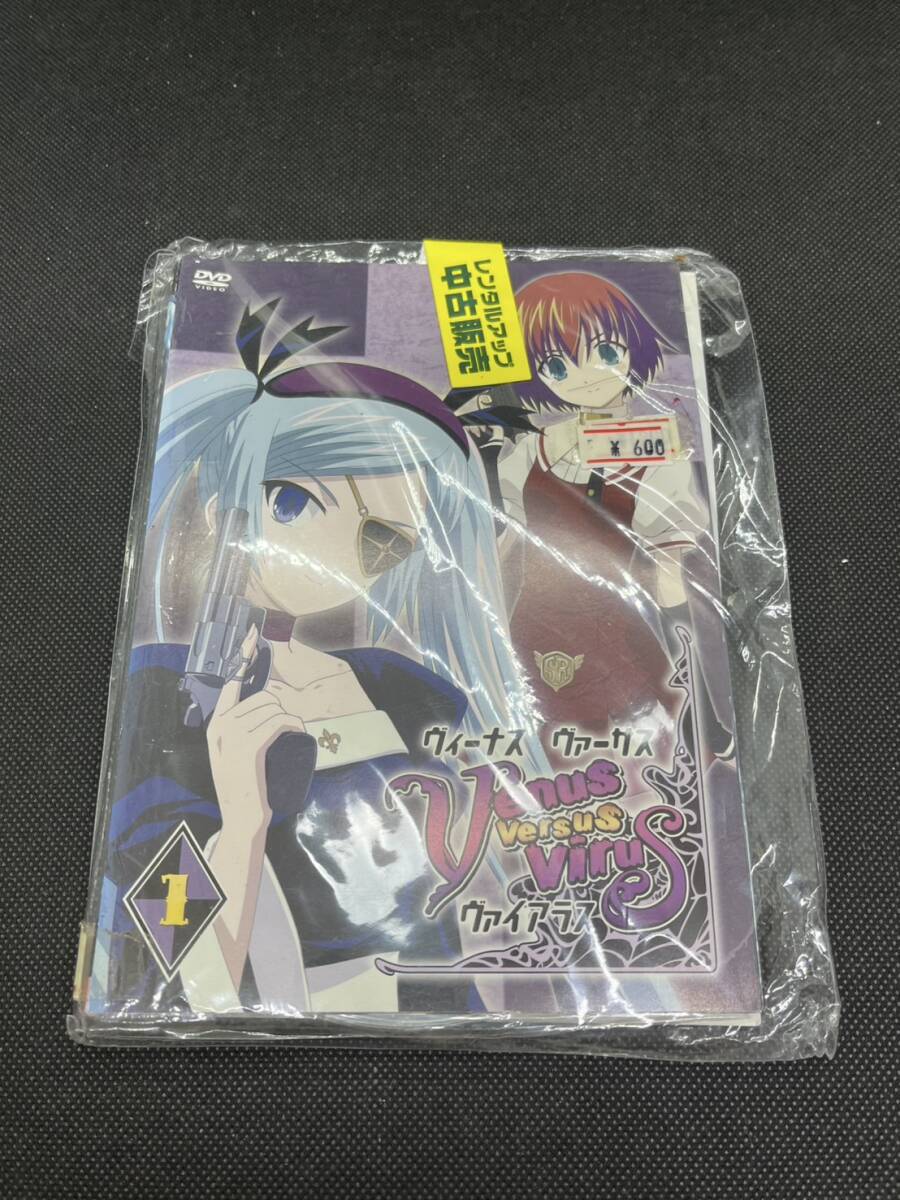 DVD
VIDEO
レンタルアップ
中古販売
¥ 600
ヴィーナス ヴァーサス
Venus
Versus
Virus
ヴァイアラス
1